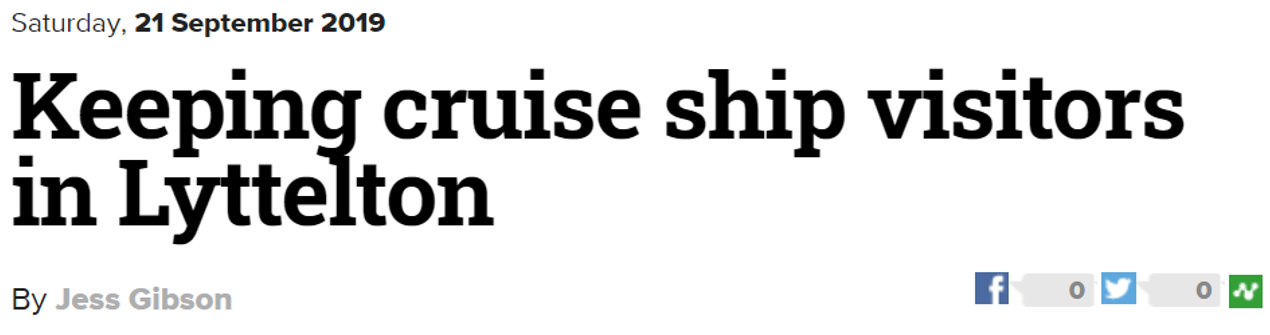 Saturday, 21 September 2019
Keeping cruise ship visitors
in Lyttelton
By Jess Gibson
0 0